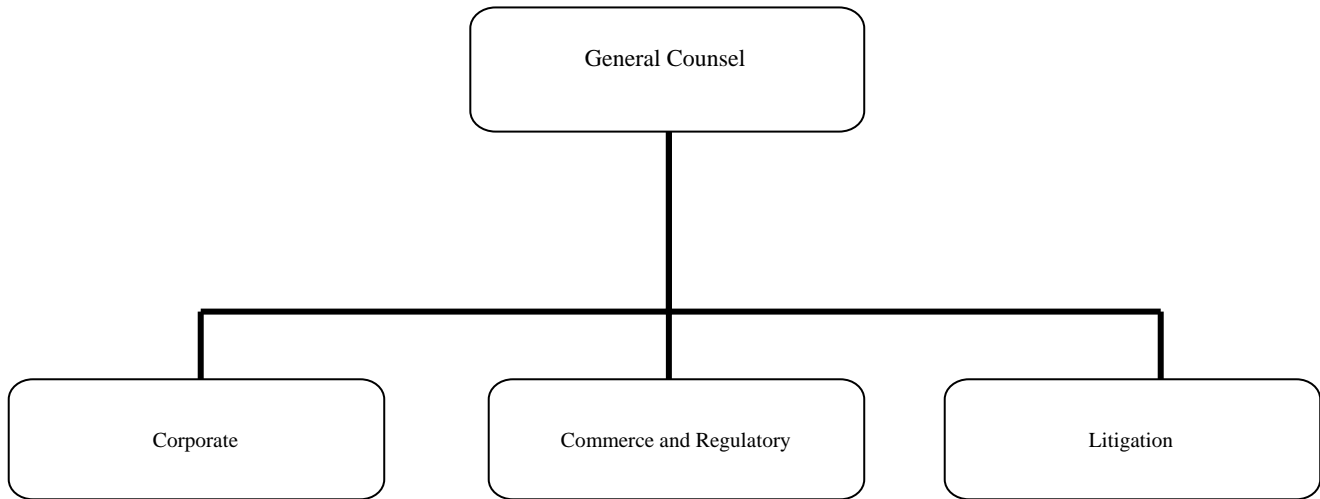 General Counsel
Corporate
Commerce and Regulatory
Litigation